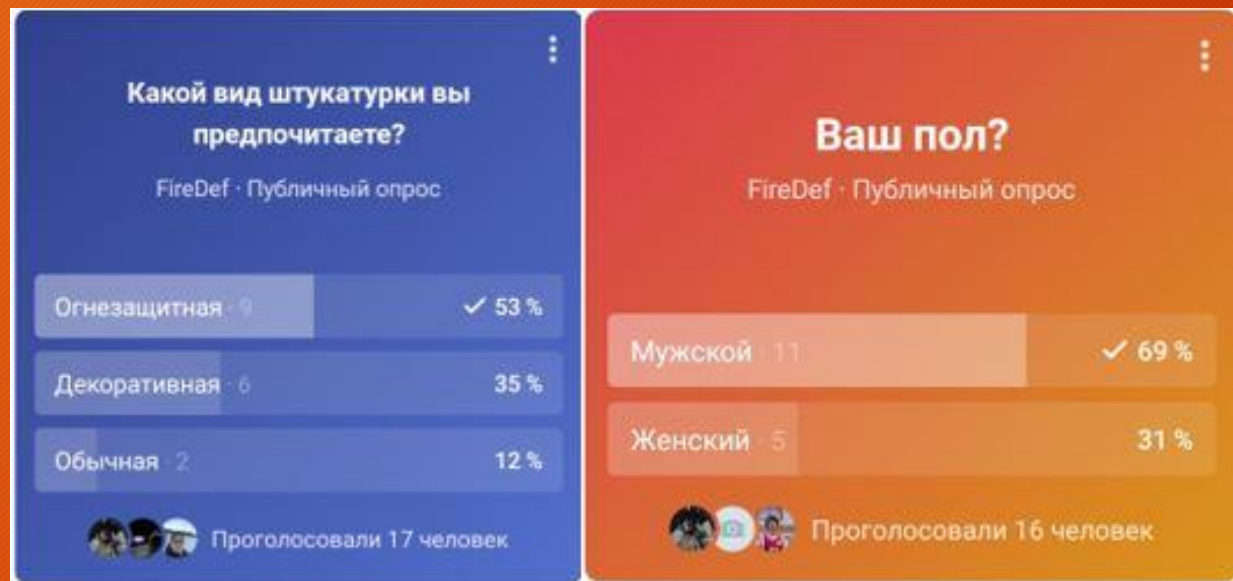 Какой вид штукатурки вы
предпочитаете?
FireDef · Публичный опрос
Огнезащитная · 9 53 %
Декоративная · 6 35 %
Обычная · 2 12 %
Проголосовали 17 человек
Ваш пол?
FireDef · Публичный опрос
Мужской · 11 69 %
Женский · 5 31 %
Проголосовали 16 человек